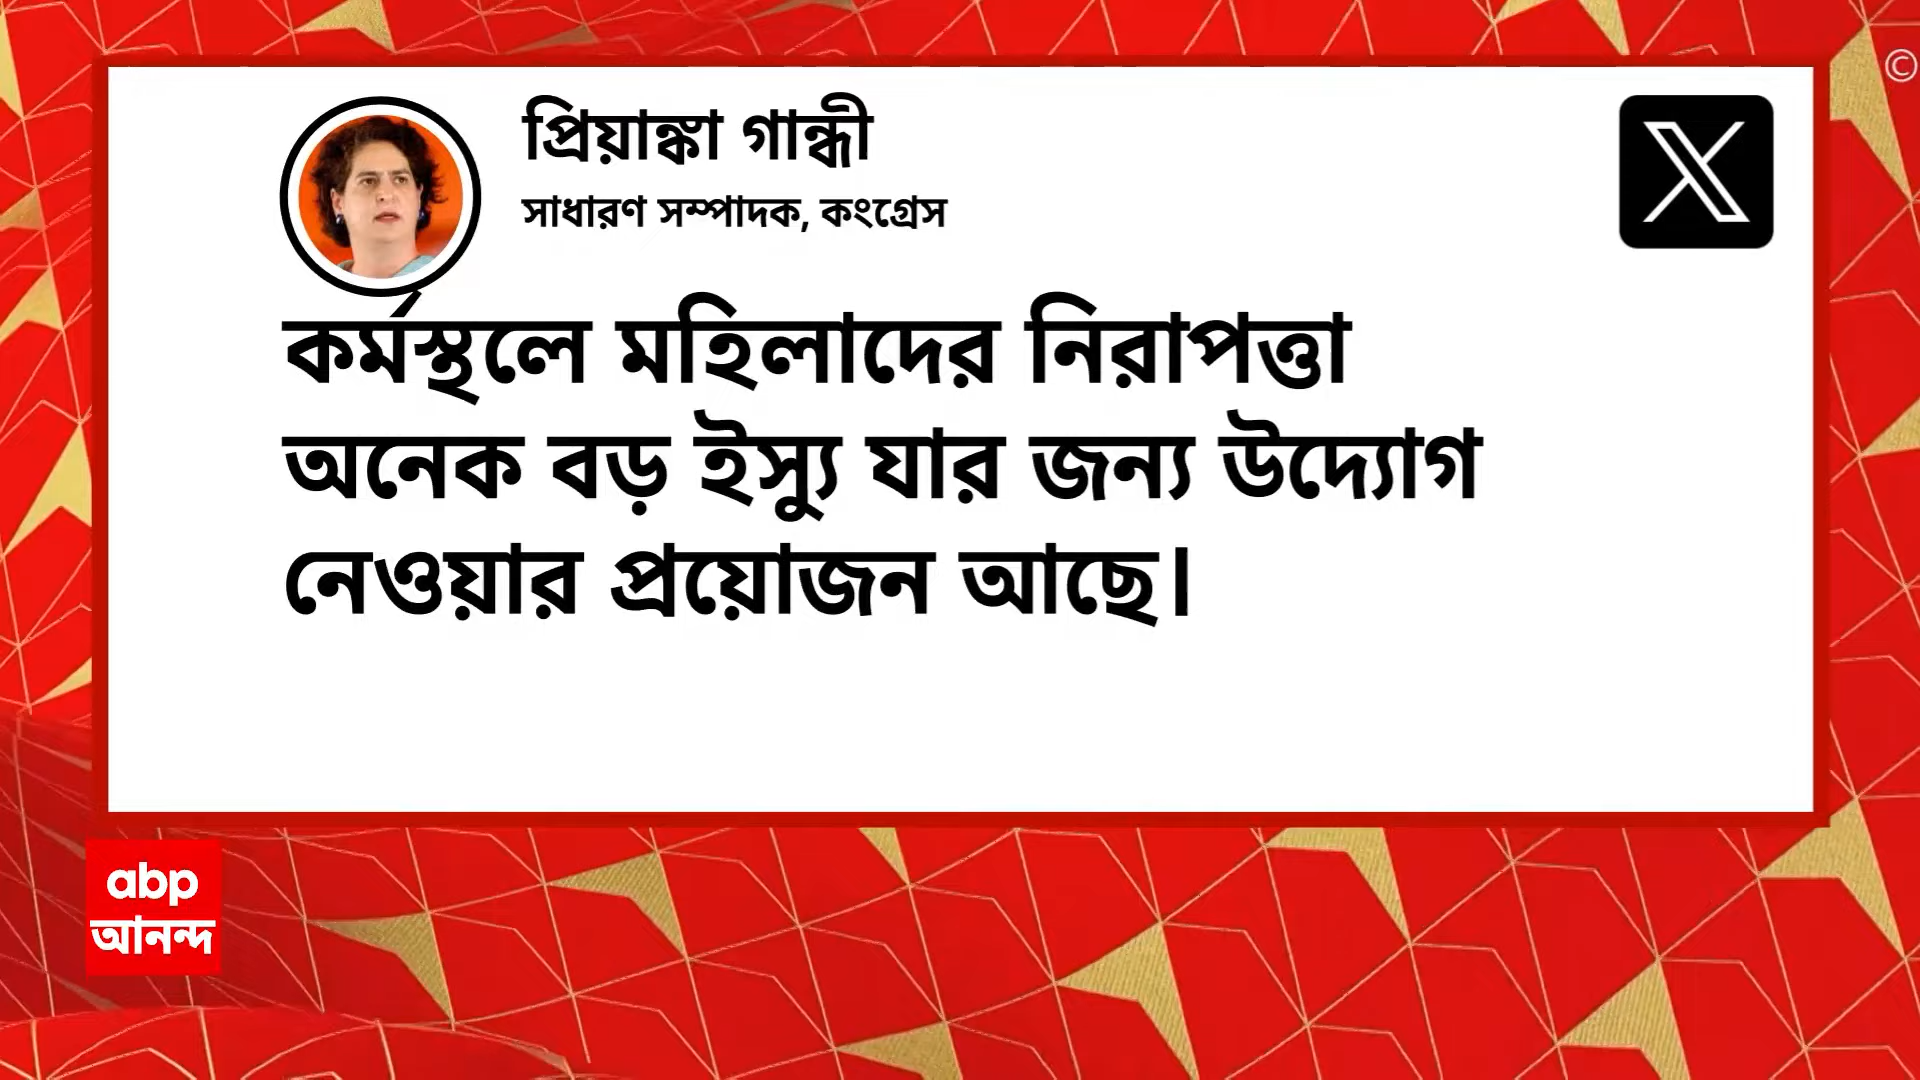 ©
প্রিয়াঙ্কা গান্ধী
সাধারণ সম্পাদক, কংগ্রেস
কর্মস্থলে মহিলাদের নিরাপত্তা
অনেক বড় ইস্যু যার জন্য উদ্যোগ
নেওয়ার প্রয়োজন আছে।
abp
আনন্দ